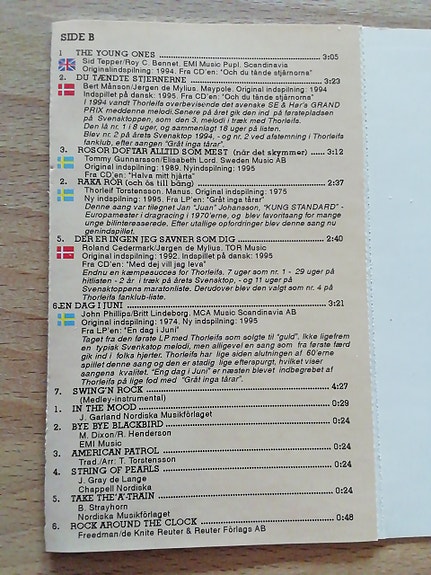 SIDE B
1 THE YOUNG ONES ........ 3:05
Sid Tepper/Roy C. Bennet. EMI Music Pupl. Scandinavia
Originalindspilning: 1994. Fra CD'en: "Och du tände stjärnorna"
2. DU TÆNDTE STJERNERNE ........ 3:23
Bert Månson/Jørgen de Mylius. Maypole. Original indspilning: 1994
Indspillet på dansk: 1995. Fra CD'en: "Och du tände stjärnorna"
I 1994 vandt Thorleifs overbevisende det svenske SE & Hør's GRAND
PRIX meddenne melodi.Senere på året gik den ind på førstepladsen
på Svensktoppen, som den 3. melodi i træk med Thorleifs.
Den lå nr. 1 i 8 uger, og sammenlagt 18 uger på listen.
Blev nr. 2 på årets Svenaktop 1994, - og nr. 2 ved afstemning i Thorleifs
fanklub, efter sangen "Gråt inga tårar".
3. ROSOR DOFTAR ALLTID SOM MEST (når det skymmer) ..... 3:12
Tommy Gunnarsson/Elisabeth Lord. Sweden Music AB
Original indspilning: 1989. Nyindspilning: 1995
Fra CD'en: "Halva mitt hjärta"
2. RAKA RÖR (och ös till bång) ........ 2:37
Thorleif Torstensson. Manus. Original indspilning: 1975
Ny indspilning: 1995. Fra LP'en: "Gråt inga tårar"
Denne sang var tilegnet Jan "Juan" Johansson, "KUNG STANDARD" -
Europamester i dragracing i 1970'erne, og blev favoritsang for mange
unge bilinteresserede. Efter utallige opfordringer blev denne sang nu
genindspillet.
5. DER ER INGEN JEG SAVNER SOM DIG ........ 2:40
Roland Cedermark/Jørgen de Mylius. TOR Music
Original indspilning: 1992. Indspillet på dansk: 1995
Fra CD'en: "Med dej vill jag leva"
Endnu en kæmpesucces for Thorleifs. 7 uger som nr. 1 - 29 uger på
hitlisten - 2 år i træk på årets Svensktop, - og 11 uger på
Svensktoppens maratonliste. Derudover blev den valgt som nr. 4 på
Thorleifs fanklub-liste.
6.EN DAG I JUNI ........ 3:21
John Phillips/Britt Lindeborg. MCA Music Scandinavia AB
Original indspilning: 1974. Ny indspilning: 1995
Fra LP'en: "En dag i Juni"
Taget fra den første LP med Thorleifs som solgte til "guld". Ikke ligefrem
en typisk Svensktop melodi, men alligevel en sang som fra første færd
gik ind i folks hjerter. Thorleifs har lige siden slutningen af 60'erne
spillet denne sang og den er stadig lige efterspurgt, hvilket viser
sangens kvalitet. "Eng dag i Juni" er næsten blevet indbegrebet af
Thorleifs på lige fod med "Gråt inga tårar".
7. SWING'N ROCK ........ 4:27
(Medley-instrumental)
1. IN THE MOOD ........ 0:29
J. Garland Nordiska Musikförlaget
2. BYE BYE BLACKBIRD ........ 0:24
M. Dixon/R. Henderson
EMI Music
3. AMERICAN PATROL ........ 0:24
Trad./Arr: T. Torstensson
4. STRING OF PEARLS ........ 0:24
J. Gray de Lange
Chappell Nordiska
5. TAKE THE'A'-TRAIN ........ 0:24
B. Strayhorn
Nordiska Musikförlaget
6. ROCK AROUND THE CLOCK ........ 0:48
Freedman/de Knite Reuter & Reuter Förlags AB